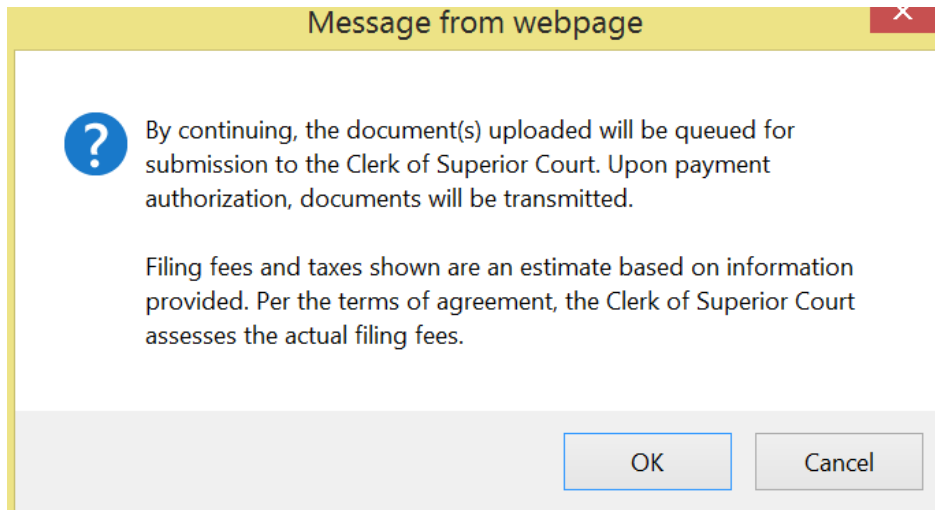 Message from webpage
X
?
By continuing, the document(s) uploaded will be queued for
submission to the Clerk of Superior Court. Upon payment
authorization, documents will be transmitted.
Filing fees and taxes shown are an estimate based on information
provided. Per the terms of agreement, the Clerk of Superior Court
assesses the actual filing fees.
OK
Cancel